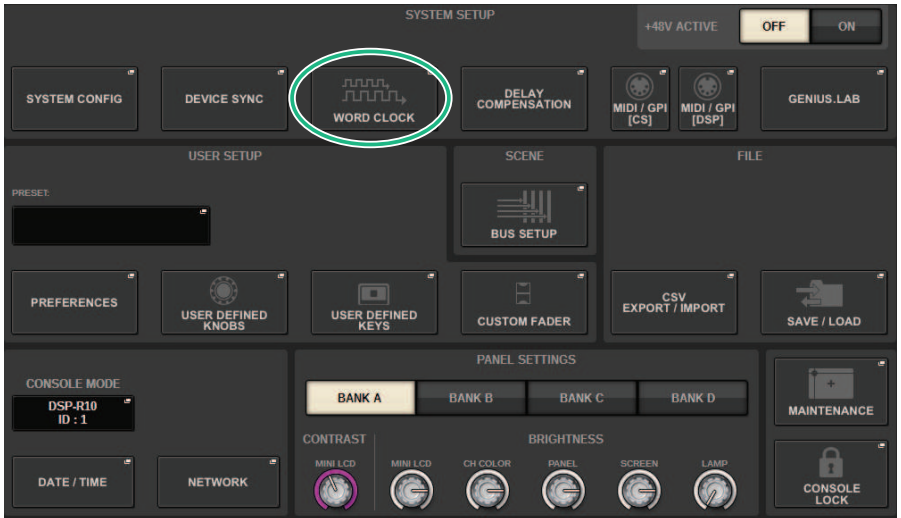 SYSTEM SETUP
+48V ACTIVE
OFF
ON
SYSTEM CONFIG
DEVICE SYNC
WORD CLOCK
DELAY
COMPENSATION
MIDI / GPI
[CS]
MIDI / GPI
[DSP]
GENIUS.LAB
USER SETUP
SCENE
FILE
PRESET:
BUS SETUP
PREFERENCES
USER DEFINED
KNOBS
USER DEFINED
KEYS
CUSTOM FADER
CSV
EXPORT / IMPORT
SAVE / LOAD
CONSOLE MODE
DSP-R10
ID : 1
DATE / TIME
NETWORK
PANEL SETTINGS
BANK A
BANK B
BANK C
BANK D
CONTRAST
BRIGHTNESS
MINI LCD
MINI LCD
CH COLOR
PANEL
SCREEN
LAMP
MAINTENANCE
CONSOLE
LOCK